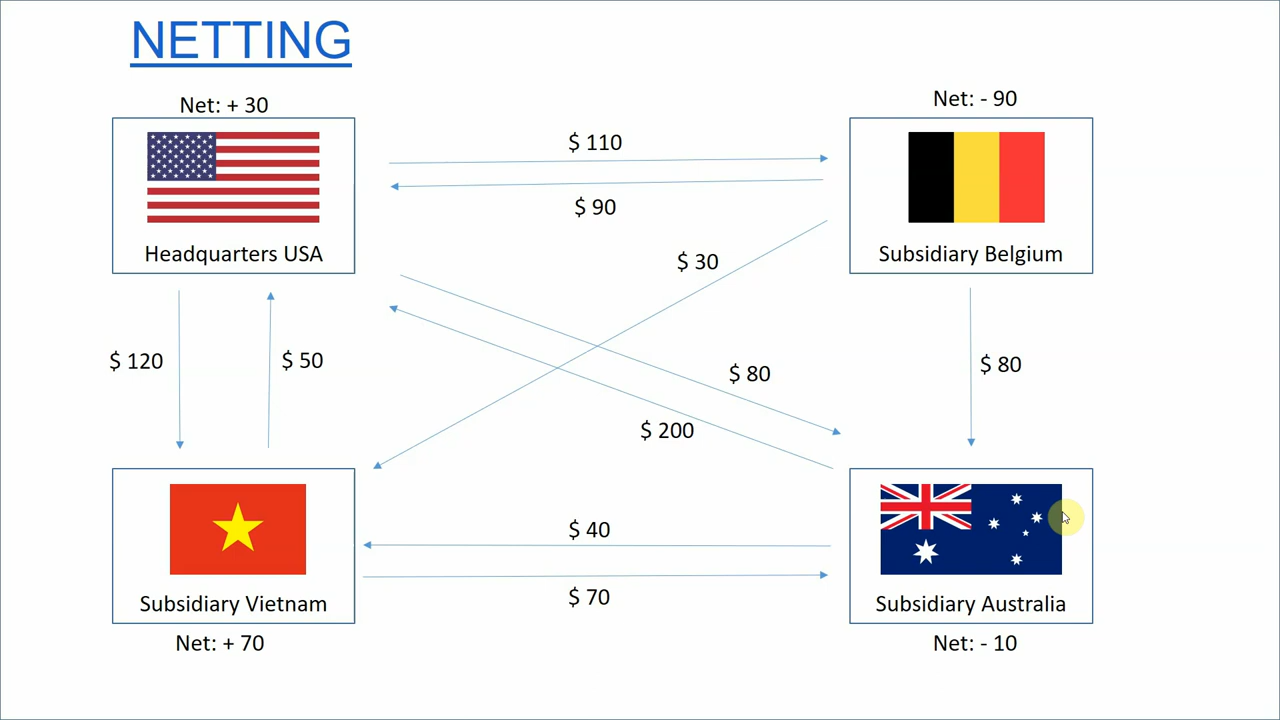 NETTING
Net: + 30
Net: - 90
$ 110
$ 90
Headquarters USA
Subsidiary Belgium
$ 30
$ 120
$ 50
$ 80
$ 80
$ 200
$ 40
$ 70
Subsidiary Vietnam
Subsidiary Australia
Net: + 70
Net: - 10